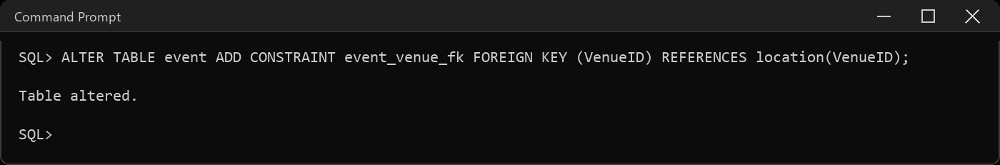 Command Prompt
SQL> ALTER TABLE event ADD CONSTRAINT event_venue_fk FOREIGN KEY (VenueID) REFERENCES location(VenueID);
Table altered.
SQL>